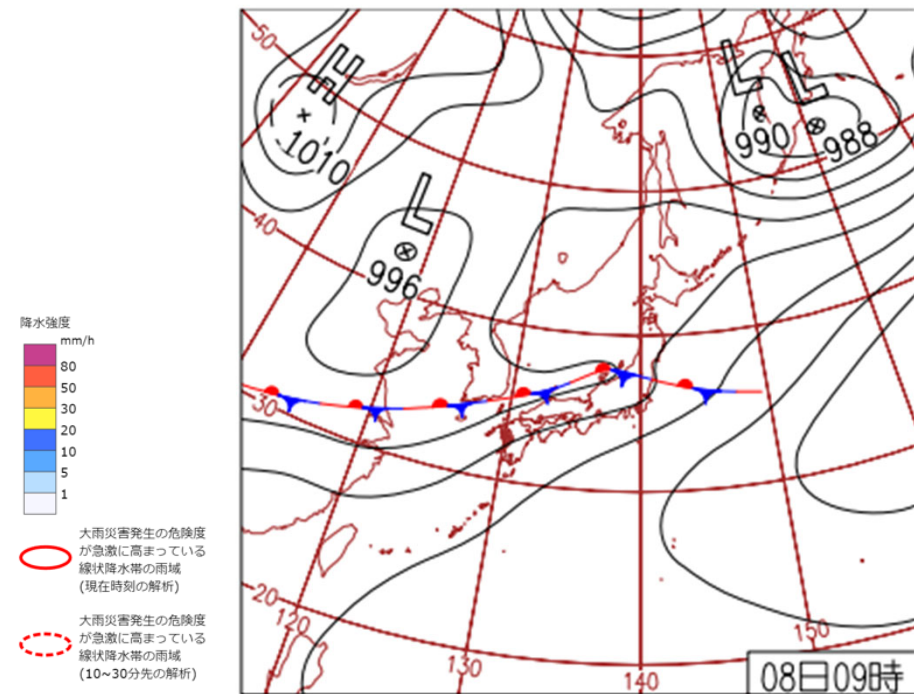 降水強度
mm/h
80
50
30
20
10
5
1
大雨災害発生の危険度
が急激に高まっている
線状降水帯の雨域
(現在時刻の解析)
大雨災害発生の危険度
が急激に高まっている
線状降水帯の雨域
(10~30分先の解析)
50
H
1010
L
996
L
990
L
988
40
30
20
120
130
140
150
08日09時